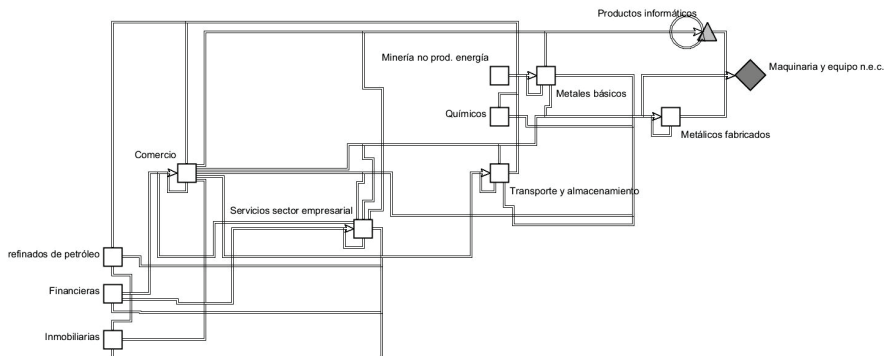 Productos informáticos
Minería no prod. energía
Maquinaria y equipo n.e.c.
Metales básicos
Químicos
Metálicos fabricados
Comercio
Transporte y almacenamiento
Servicios sector empresarial
refinados de petróleo
Financieras
Inmobiliarias